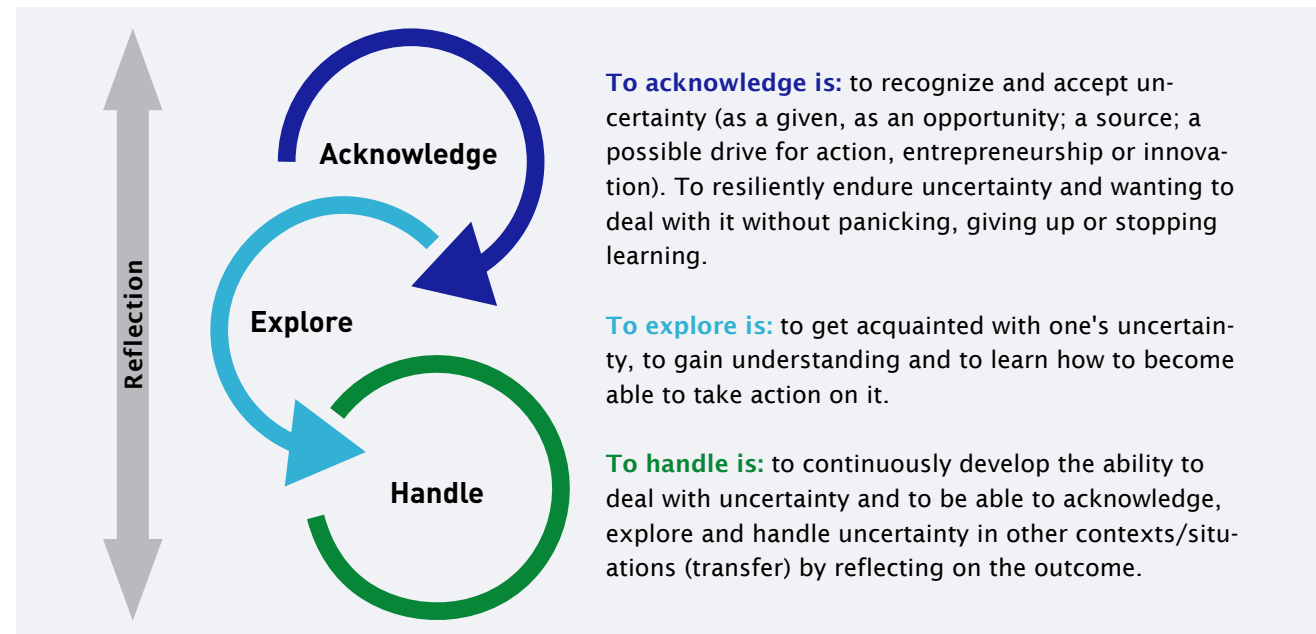 Reflection
Acknowledge
Explore
Handle
To acknowledge is: to recognize and accept un-
certainty (as a given, as an opportunity; a source; a
possible drive for action, entrepreneurship or innova-
tion). To resiliently endure uncertainty and wanting to
deal with it without panicking, giving up or stopping
learning.
To explore is: to get acquainted with one's uncertain-
ty, to gain understanding and to learn how to become
able to take action on it.
To handle is: to continuously develop the ability to
deal with uncertainty and to be able to acknowledge,
explore and handle uncertainty in other contexts/situ-
ations (transfer) by reflecting on the outcome.